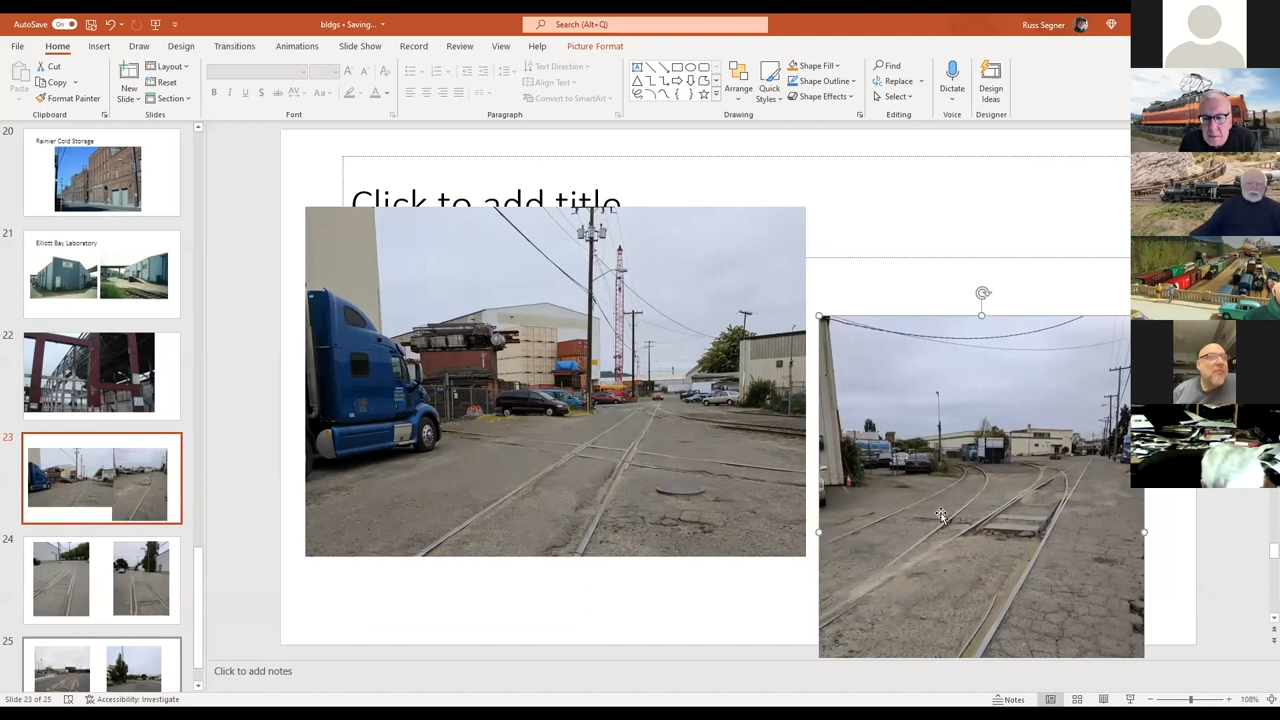 AutoSave
On
bldgs • Saving...
Search (Alt+Q)
Russ Segner
File
Home
Insert
Draw
Design
Transitions
Animations
Slide Show
Record
Review
View
Help
Picture Format
Paste
Cut
Copy
Format Painter
Clipboard
New
Slide
Layout
Reset
Section
Slides
B
I
U
S
ab
AV
Aa
A
Font
Text Direction
Align Text
Convert to SmartArt
Paragraph
Arrange
Quick
Styles
Shape Fill
Shape Outline
Shape Effects
Drawing
Find
Replace
Select
Editing
Dictate
Voice
Design
Ideas
Designer
20
Rainier Cold Storage
21
Elliott Bay Laboratory
22
23
24
25
Click to add title
Click to add notes
Slide 23 of 25
Accessibility: Investigate
Notes
108%